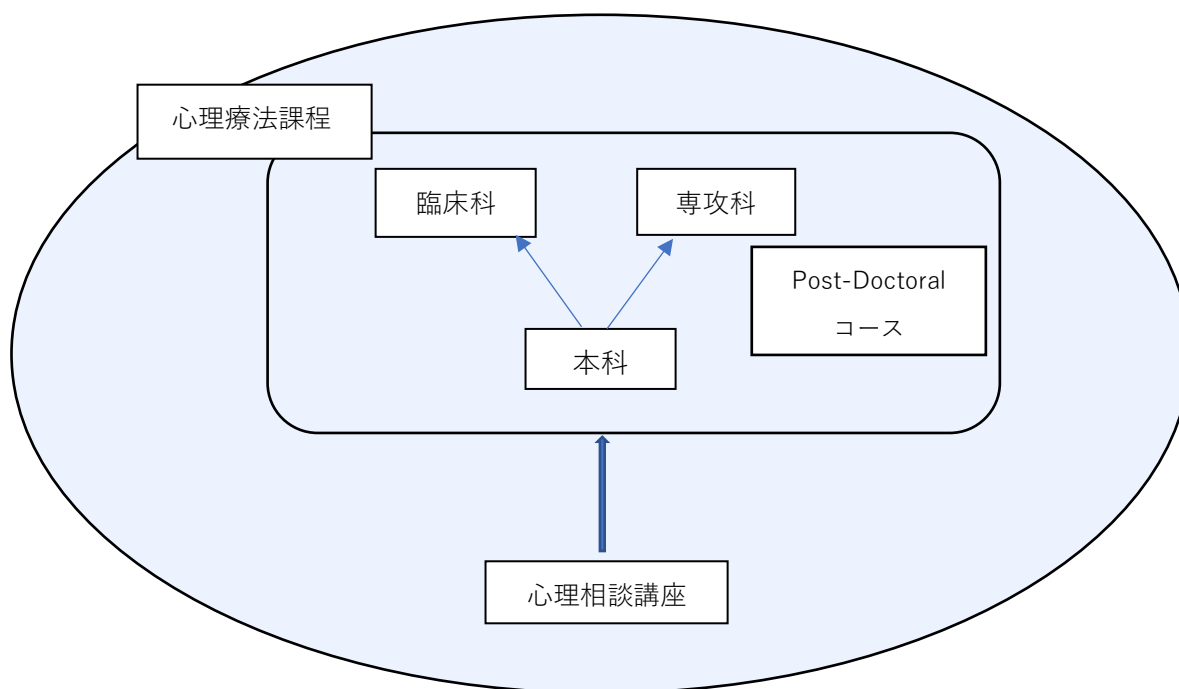 心理療法課程
臨床科
専攻科
Post-Doctoral
コース
本科
心理相談講座